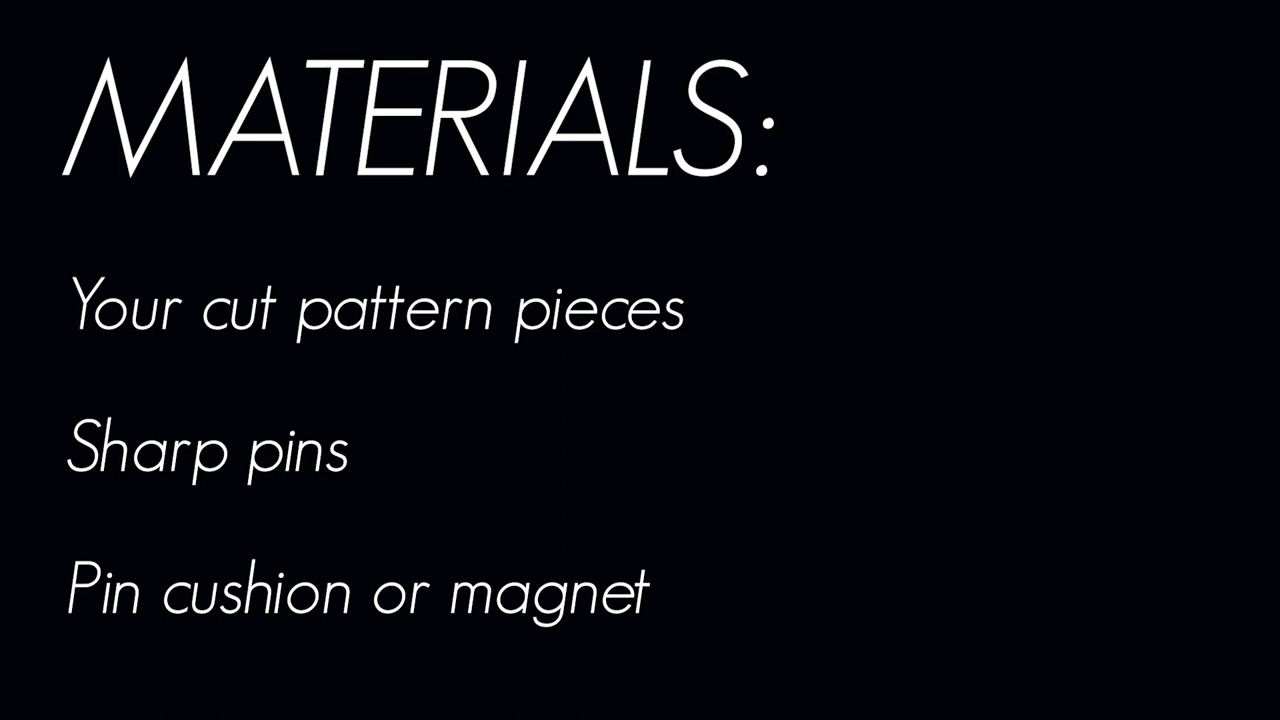 MATERIALS:
Your cut pattern pieces
Sharp pins
Pin cushion or magnet